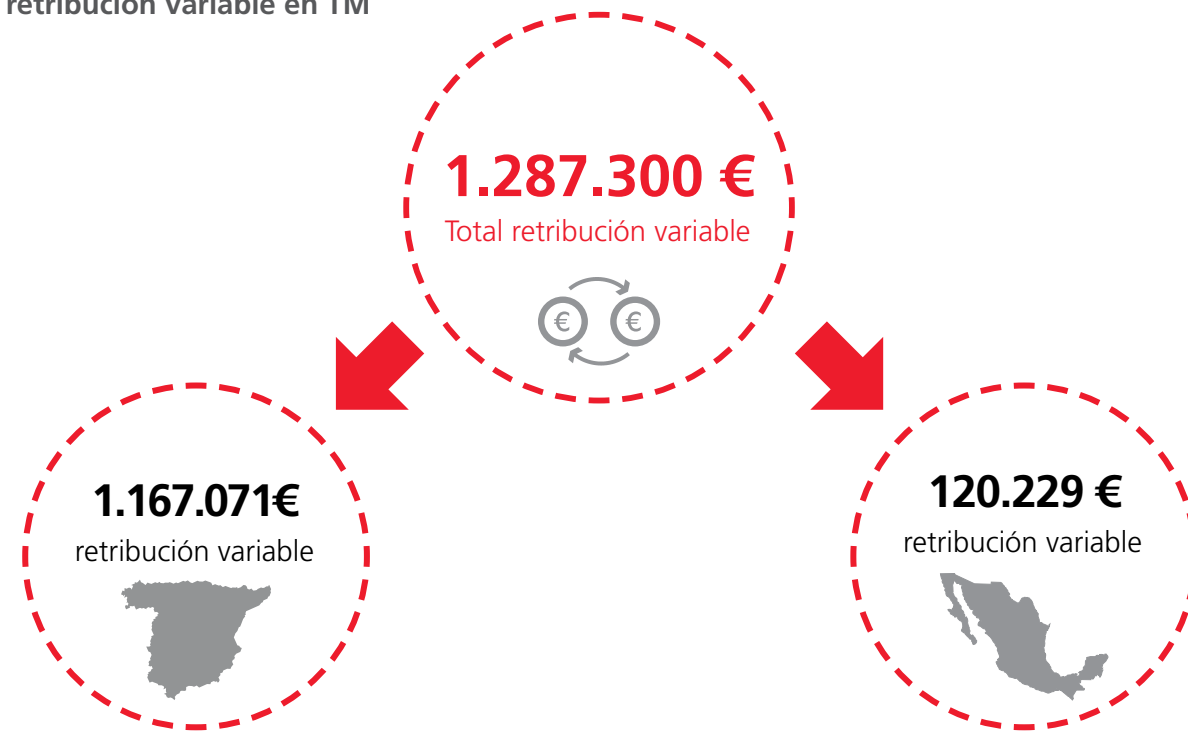 retribución variable en TM
1.287.300 €
Total retribución variable
€ €
1.167.071€
retribución variable
120.229 €
retribución variable